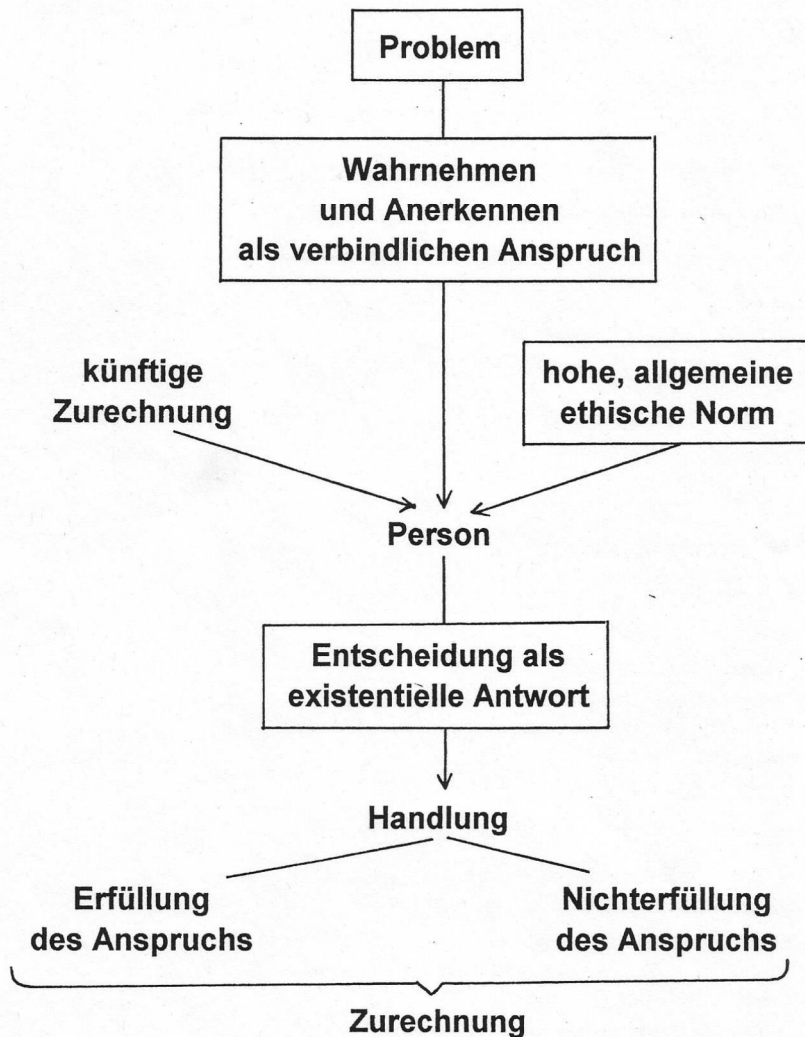 Problem
Wahrnehmen
und Anerkennen
als verbindlichen Anspruch
künftige
Zurechnung
hohe, allgemeine
ethische Norm
Person
Entscheidung als
existentielle Antwort
Handlung
Erfüllung
des Anspruchs
Nichterfüllung
des Anspruchs
Zurechnung